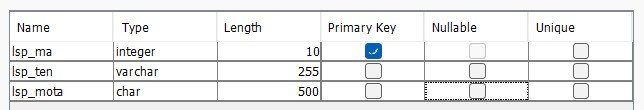 Name Type Length Primary Key Nullable Unique
lsp_ma integer 10
lsp_ten varchar 255
lsp_mota char 500